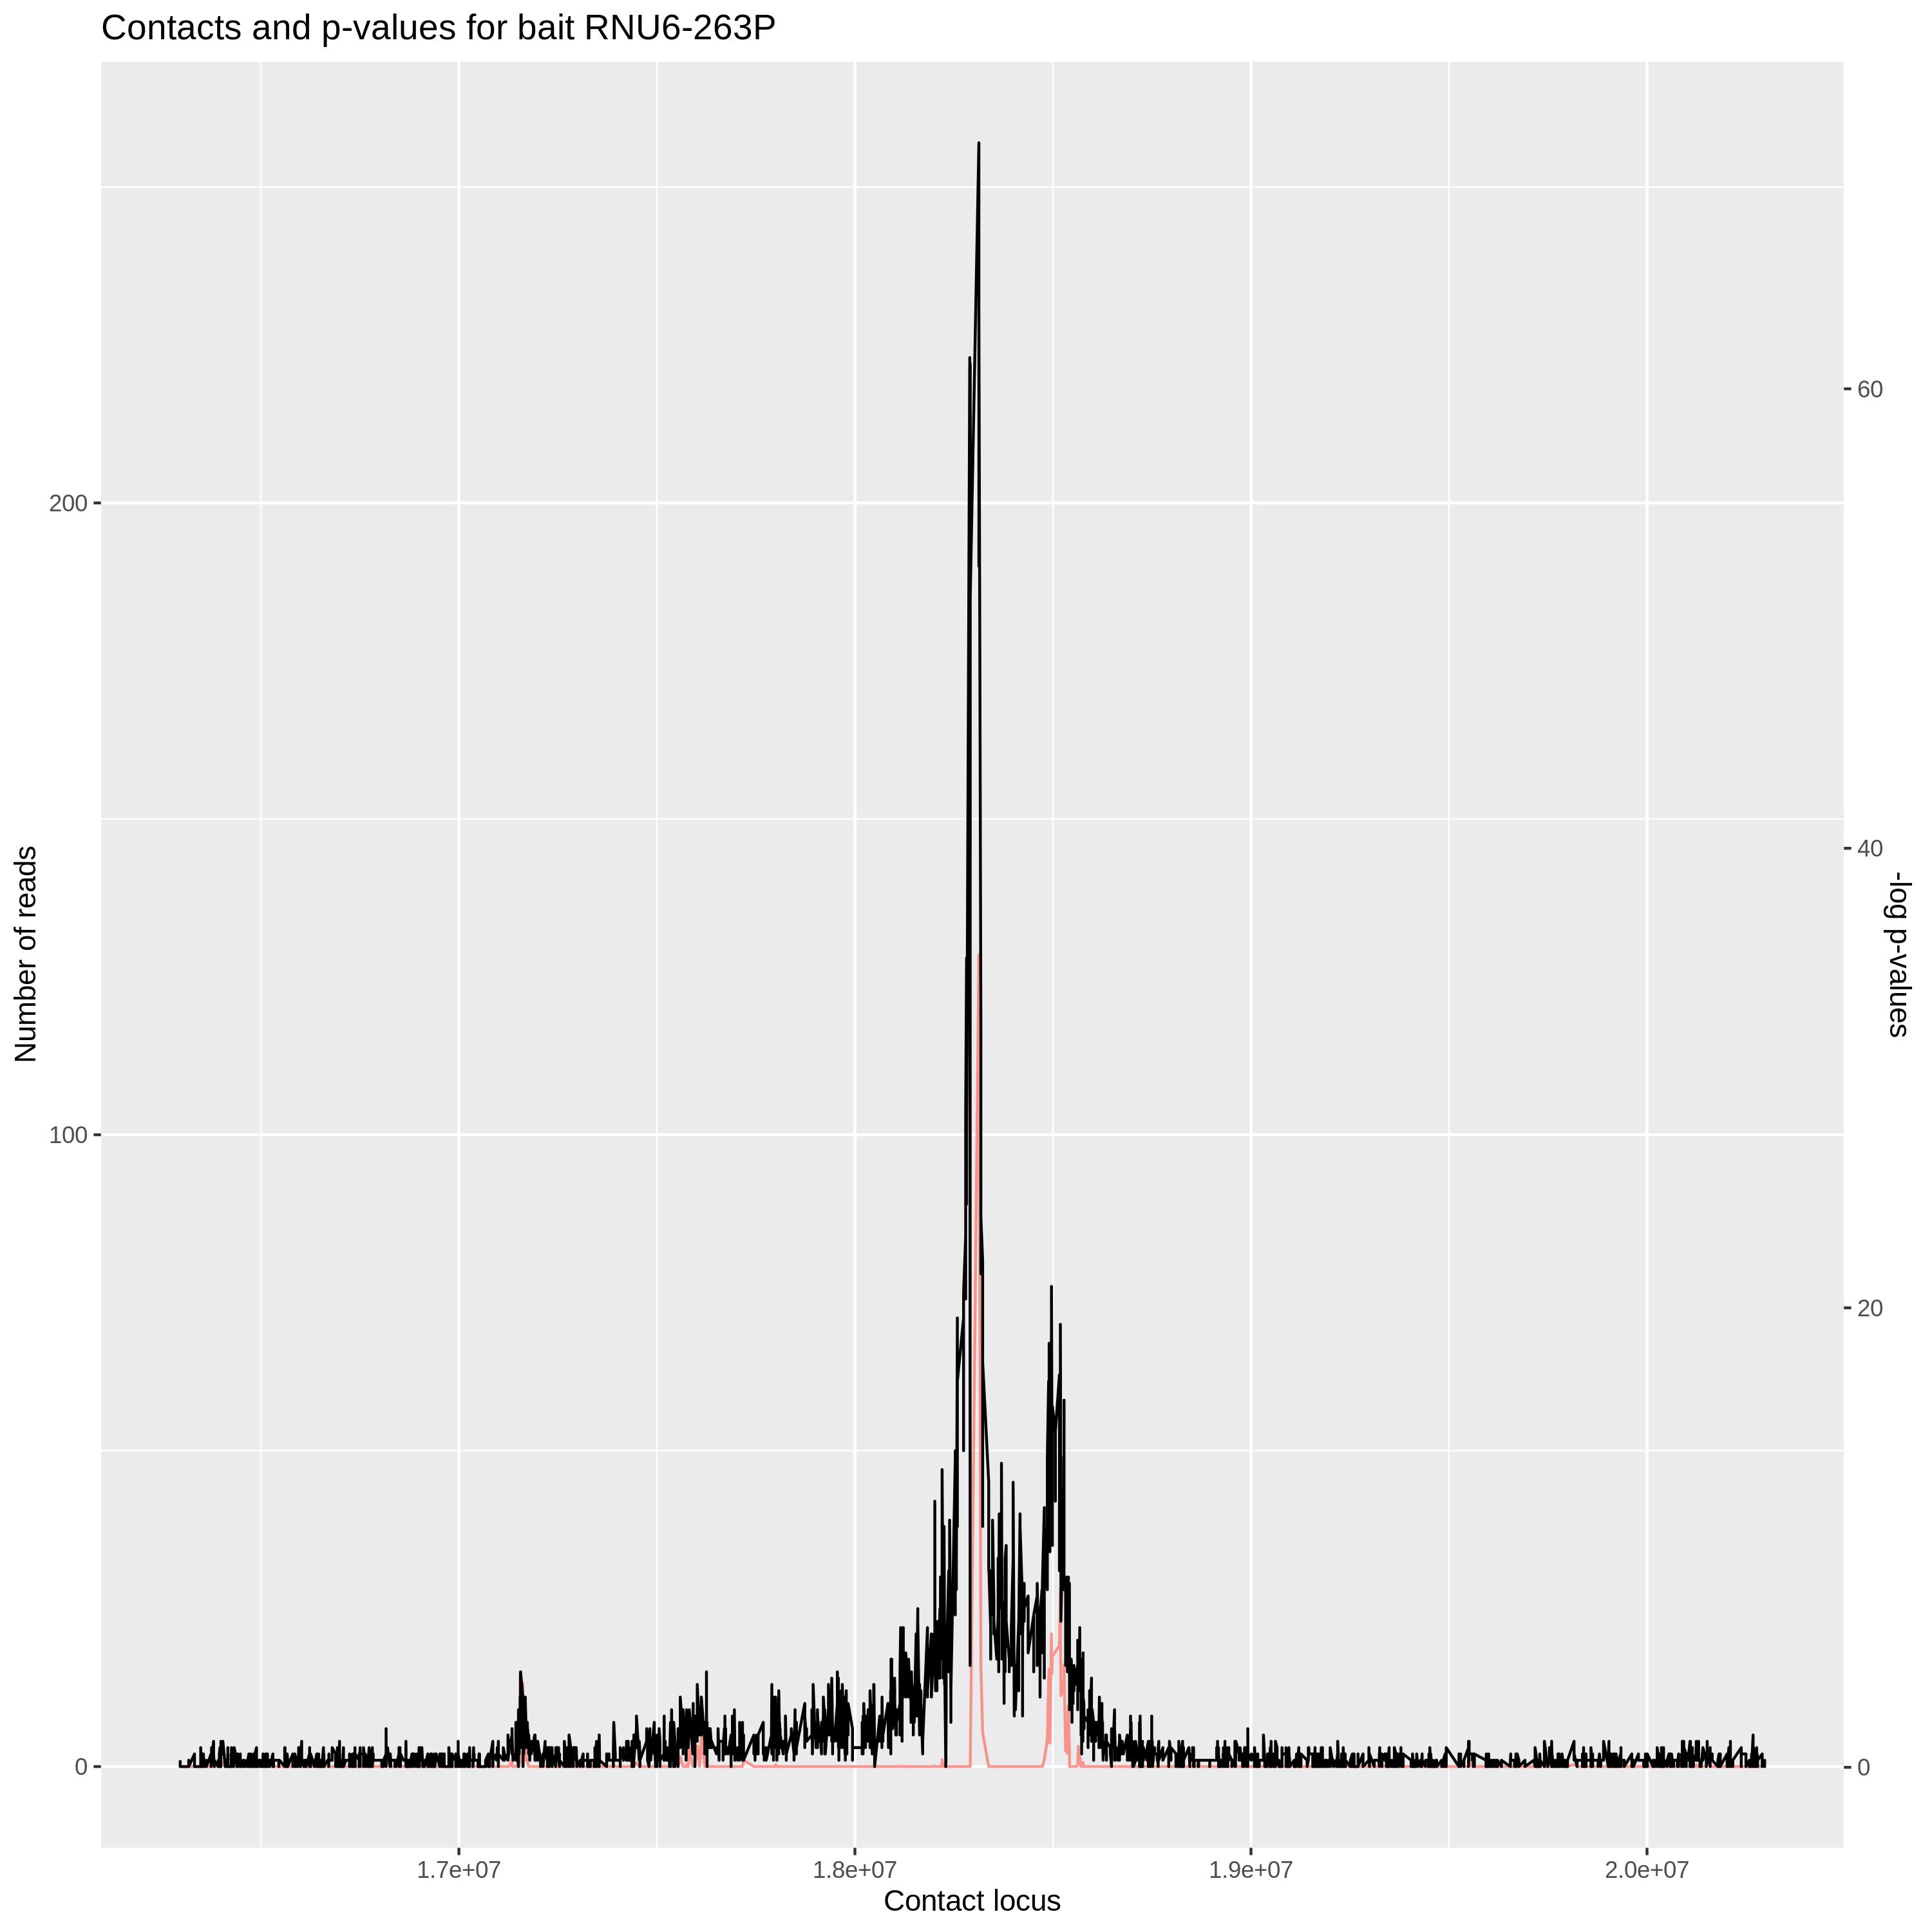 Contacts and p-values for bait RNU6-263P
Number of reads
200
100
0
60
40
20
0
-log p-values
1.7e+07
1.8e+07
1.9e+07
2.0e+07
Contact locus